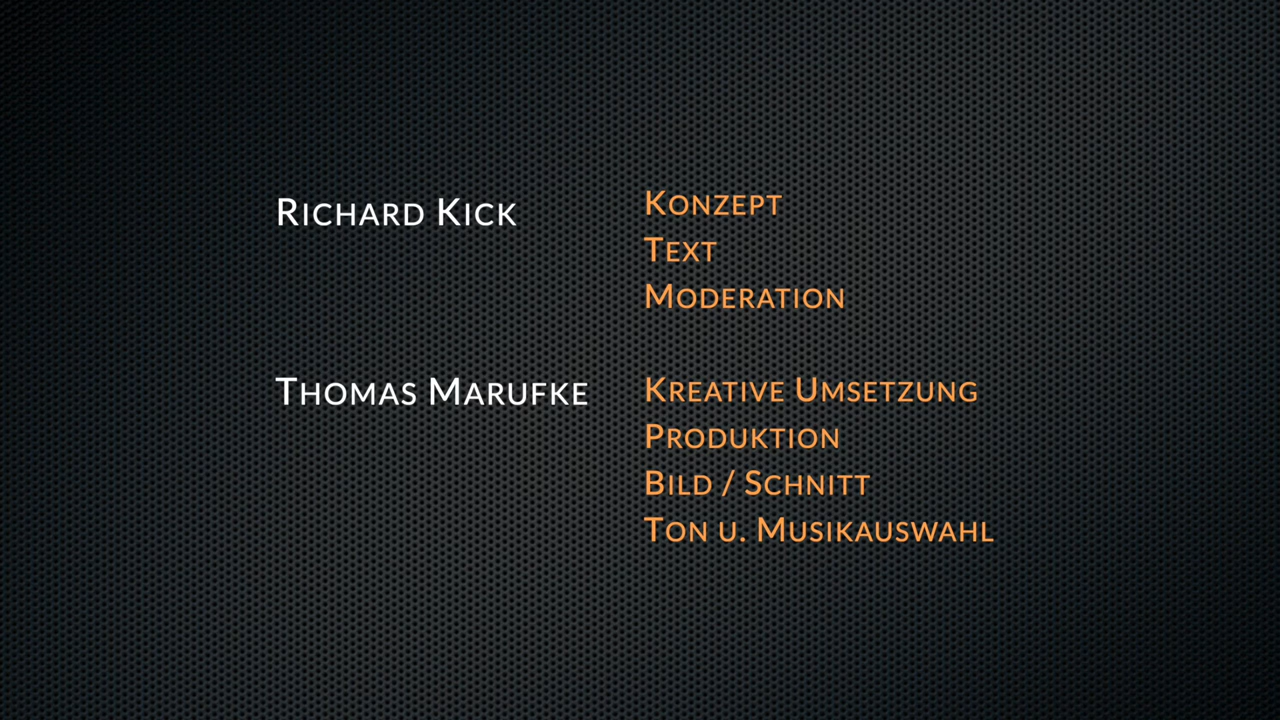 Richard Kick
Konzept
Text
Moderation
Thomas Marufke
Kreative Umsetzung
Produktion
Bild / Schnitt
Ton u. Musikauswahl